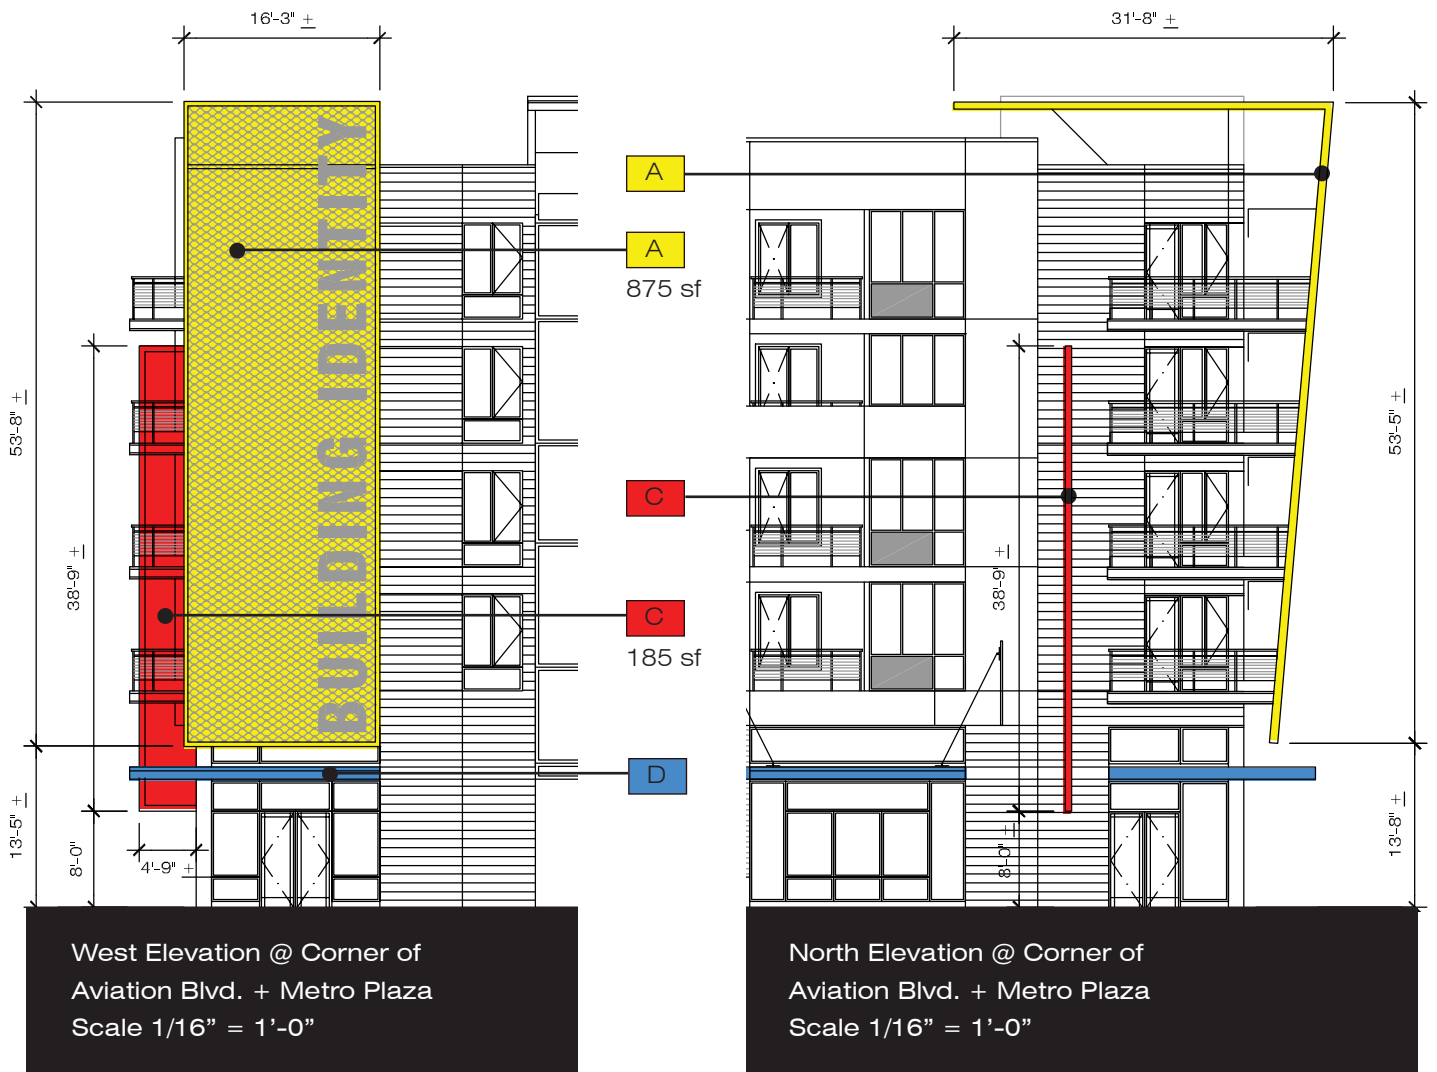 16'-3" ±
31'-8" ±
BUILDING IDENTITY
A
A
875 sf
53'-8" ±
53'-5" ±
C
38'-9" ±
38'-9" ±
C
185 sf
D
13'-5" ±
8'-0"
4'-9" ±
8'-0" ±
13'-8" ±
West Elevation @ Corner of
Aviation Blvd. + Metro Plaza
Scale 1/16” = 1’-0”
North Elevation @ Corner of
Aviation Blvd. + Metro Plaza
Scale 1/16” = 1’-0”